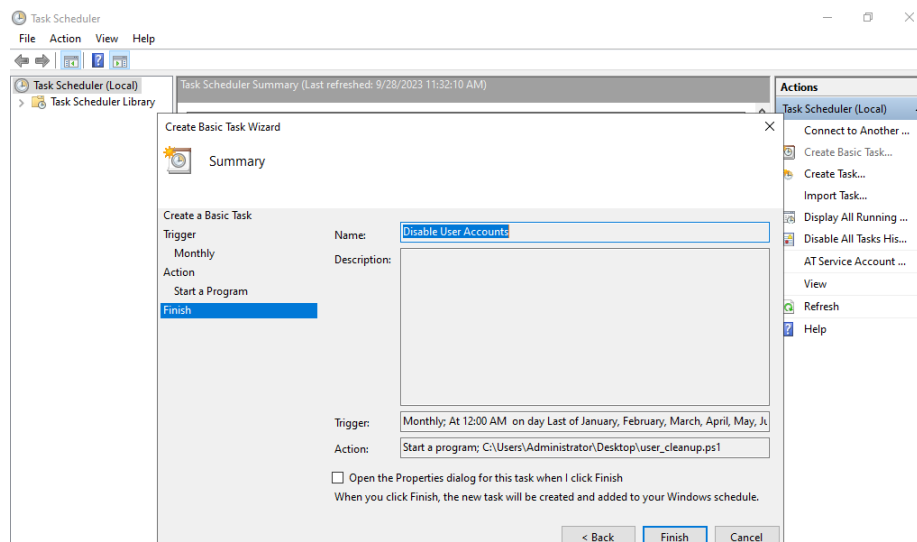 Task Scheduler
File Action View Help
Task Scheduler (Local)
Task Scheduler Library
Task Scheduler Summary (Last refreshed: 9/28/2023 11:32:10 AM)
Create Basic Task Wizard
Summary
Create a Basic Task
Trigger
Monthly
Action
Start a Program
Finish
Name: Disable User Accounts
Description:
Trigger: Monthly; At 12:00 AM on day Last of January, February, March, April, May, Ju
Action: Start a program; C:\Users\Administrator\Desktop\user_cleanup.ps1
Open the Properties dialog for this task when I click Finish
When you click Finish, the new task will be created and added to your Windows schedule.
< Back Finish Cancel
Actions
Task Scheduler (Local)
Connect to Another ...
Create Basic Task...
Create Task...
Import Task...
Display All Running ...
Disable All Tasks His...
AT Service Account ...
View
Refresh
Help